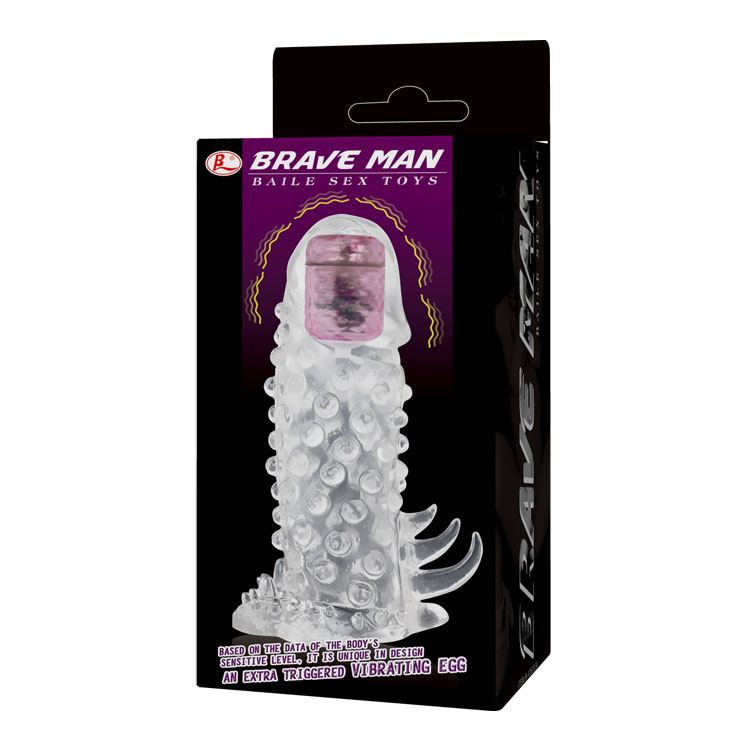 BL ®
BRAVE MAN
BAILE SEX TOYS
BASED ON THE DATA OF THE BODY'S
SENSITIVE LEVEL, IT IS UNIQUE IN DESIGN
AN EXTRA TRIGGERED VIBRATING EGG
BRAVE MAN
BAILE SEX TOYS